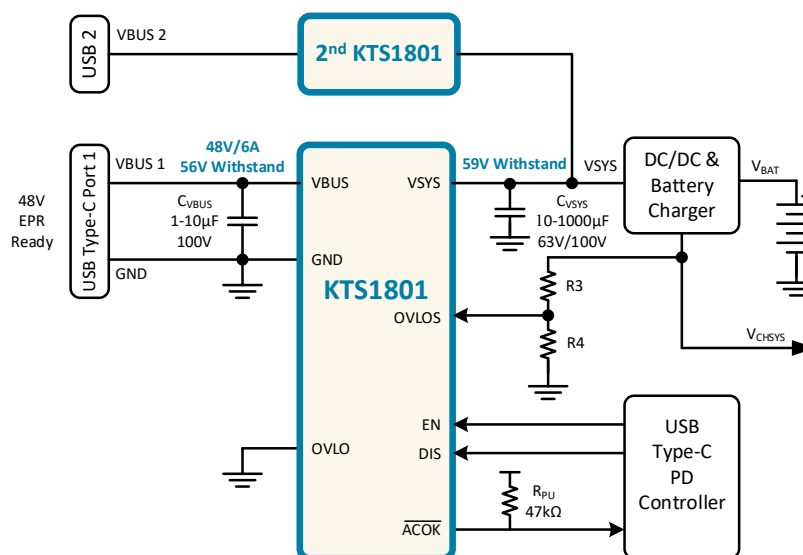 USB 2
VBUS 2
2nd KTS1801
48V/6A
56V Withstand
59V Withstand
48V
EPR
Ready
USB Type-C Port 1
VBUS 1
GND
CVBUS
1-10µF
100V
VBUS
GND
OVLO
KTS1801
VSYS
OVLOS
EN
DIS
ACOK
VSYS
CVSYS
10-1000µF
63V/100V
DC/DC &
Battery
Charger
VBAT
R3
R4
VCHSYS
RPU
47kΩ
USB
Type-C
PD
Controller